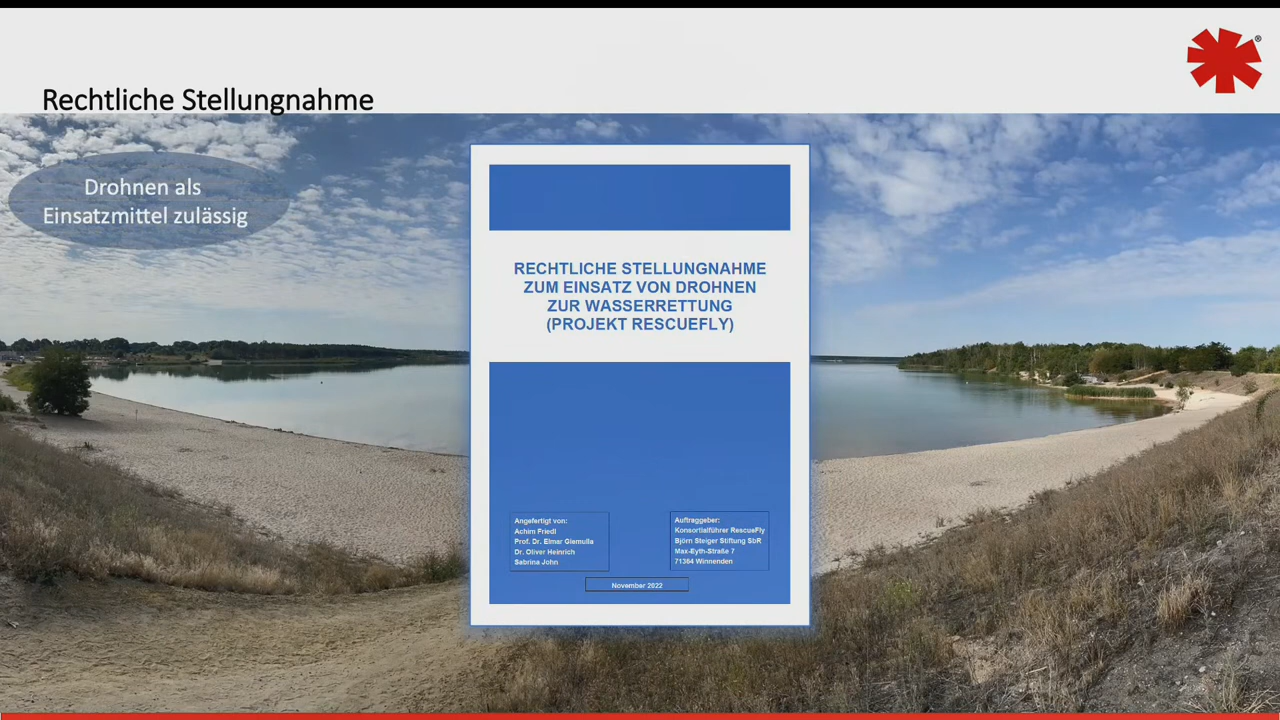 Rechtliche Stellungnahme
®
Drohnen als
Einsatzmittel zulässig
RECHTLICHE STELLUNGNAHME
ZUM EINSATZ VON DROHNEN
ZUR WASSERRETTUNG
(PROJEKT RESCUEFLY)
Angefertigt von:
Achim Friedl
Prof. Dr. Elmar Giemulla
Dr. Oliver Heinrich
Sabrina John
Auftraggeber:
Konsortialführer RescueFly
Björn Steiger Stiftung SbR
Max-Eyth-Straße 7
71364 Winnenden
November 2022